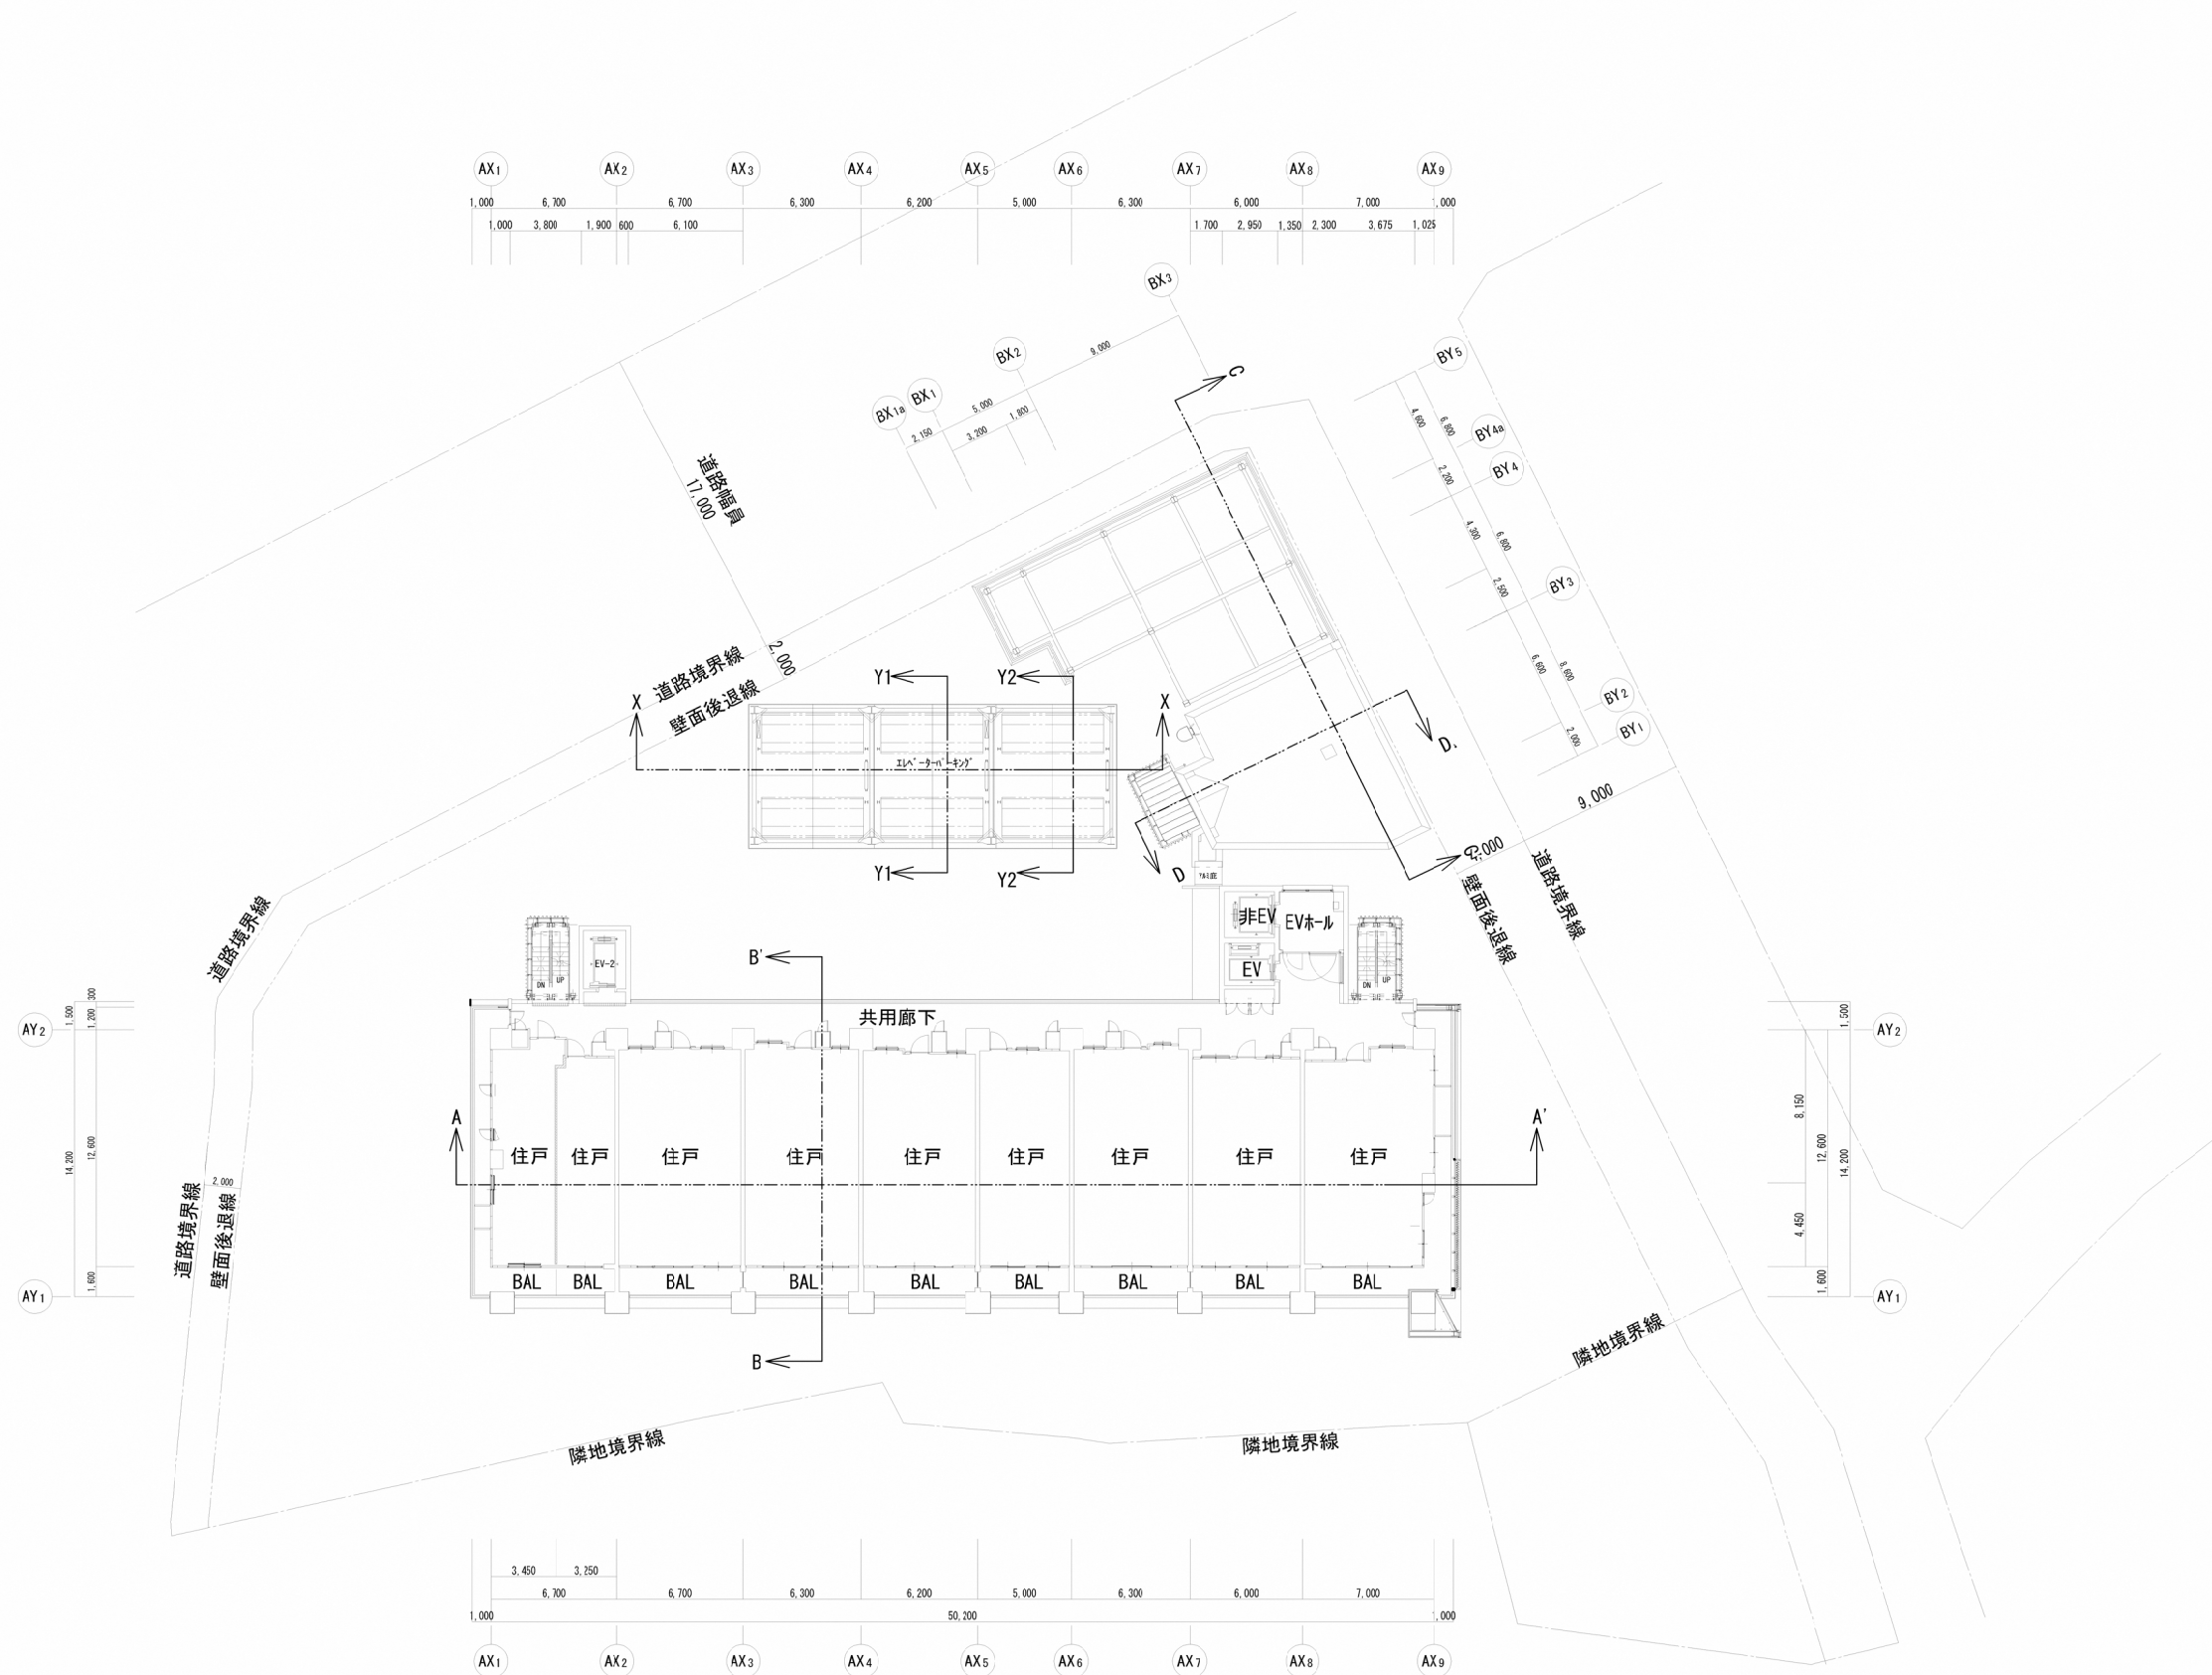 AX1 AX2 AX3 AX4 AX5 AX6 AX7 AX8 AX9
1,000 6,700 6,700 6,300 6,200 5,000 6,300 6,000 7,000 1,000
1,000 3,800 1,900 600 6,100 1,700 2,950 1,350 2,300 3,675 1,025
BX3
BX2
BX1
BX1a
9,000
5,000
2,150
3,200
1,800
C
BY5
BY4a
BY4
BY3
BY2
BY1
4,600
6,800
2,200
4,300
6,800
2,500
6,600
8,600
2,000
道路幅員
17,000
2,000
道路境界線
壁面後退線
X X
Y1 Y2
エレベーターパーキング
Y1 Y2
D'
D
9,000
道路境界線
壁面後退線
道路境界線
アルミ庇
非EV
EVホール
EV
EV-2
DN UP
DN UP
B'
共用廊下
AY2
300
1,500
1,200
14,200
12,600
1,600
AY1
道路境界線
2,000
壁面後退線
A A'
住戸 住戸 住戸 住戸 住戸 住戸 住戸 住戸 住戸
BAL BAL BAL BAL BAL BAL BAL BAL BAL
B
AY2
1,500
8,150
12,600
14,200
4,450
1,600
AY1
隣地境界線
隣地境界線
隣地境界線
3,450 3,250
6,700 6,700 6,300 6,200 5,000 6,300 6,000 7,000
1,000 50,200 1,000
AX1 AX2 AX3 AX4 AX5 AX6 AX7 AX8 AX9